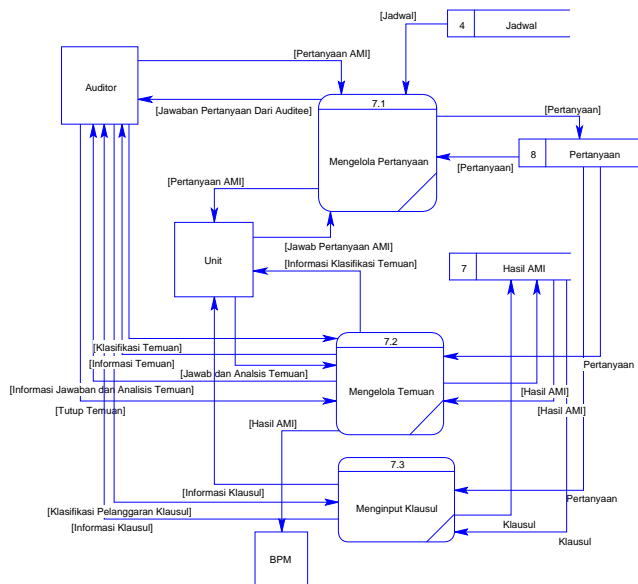 [Jadwal]
4 Jadwal
[Pertanyaan AMI]
Auditor
[Jawaban Pertanyaan Dari Auditee]
7.1
[Pertanyaan]
Mengelola Pertanyaan
8 Pertanyaan
[Pertanyaan]
[Pertanyaan AMI]
[Jawab Pertanyaan AMI]
Unit
[Informasi Klasifikasi Temuan]
7 Hasil AMI
7.2
[Klasifikasi Temuan]
[Informasi Temuan]
Pertanyaan
[Jawab dan Analsis Temuan]
[Informasi Jawaban dan Analisis Temuan]
Mengelola Temuan
[Hasil AMI]
[Tutup Temuan]
[Hasil AMI]
[Hasil AMI]
7.3
[Informasi Klausul]
Menginput Klausul
Pertanyaan
[Klasifikasi Pelanggaran Klausul]
[Informasi Klausul]
Klausul
Klausul
BPM